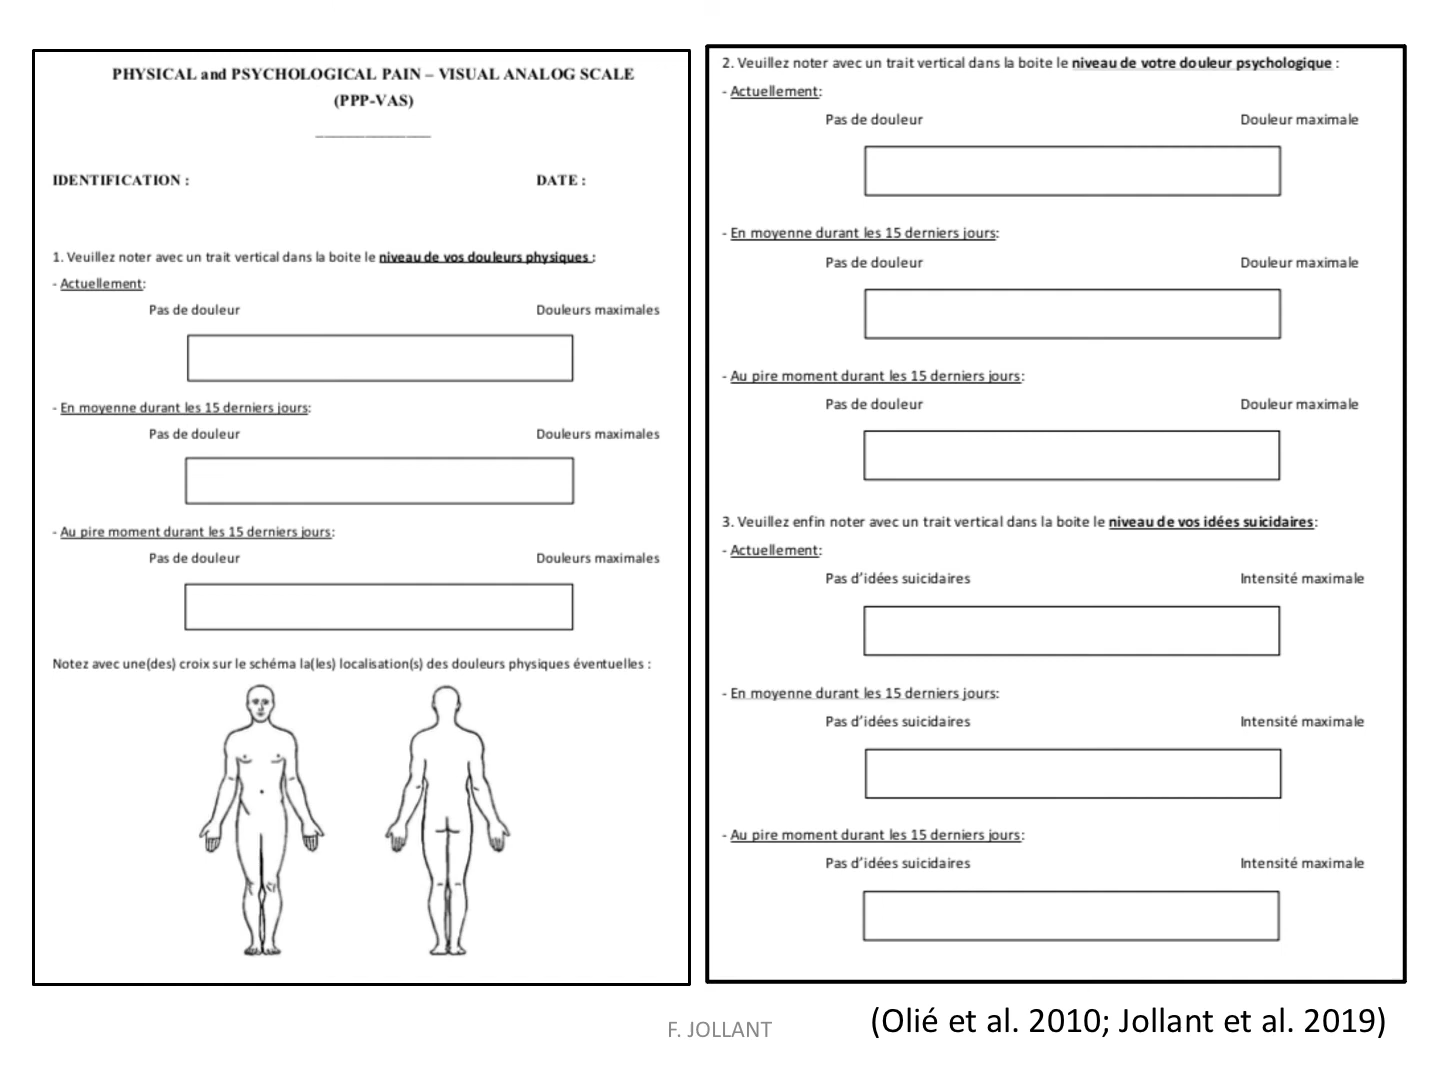 PHYSICAL and PSYCHOLOGICAL PAIN – VISUAL ANALOG SCALE
(PPP-VAS)
IDENTIFICATION : DATE :
1. Veuillez noter avec un trait vertical dans la boite le niveau de vos douleurs physiques :
- Actuellement:
Pas de douleur Douleurs maximales
- En moyenne durant les 15 derniers jours:
Pas de douleur Douleurs maximales
- Au pire moment durant les 15 derniers jours:
Pas de douleur Douleurs maximales
Notez avec une(des) croix sur le schéma la(les) localisation(s) des douleurs physiques éventuelles :
2. Veuillez noter avec un trait vertical dans la boite le niveau de votre douleur psychologique :
- Actuellement:
Pas de douleur Douleur maximale
- En moyenne durant les 15 derniers jours:
Pas de douleur Douleur maximale
- Au pire moment durant les 15 derniers jours:
Pas de douleur Douleur maximale
3. Veuillez enfin noter avec un trait vertical dans la boite le niveau de vos idées suicidaires:
- Actuellement:
Pas d'idées suicidaires Intensité maximale
- En moyenne durant les 15 derniers jours:
Pas d'idées suicidaires Intensité maximale
- Au pire moment durant les 15 derniers jours:
Pas d'idées suicidaires Intensité maximale
F. JOLLANT
(Olié et al. 2010; Jollant et al. 2019)